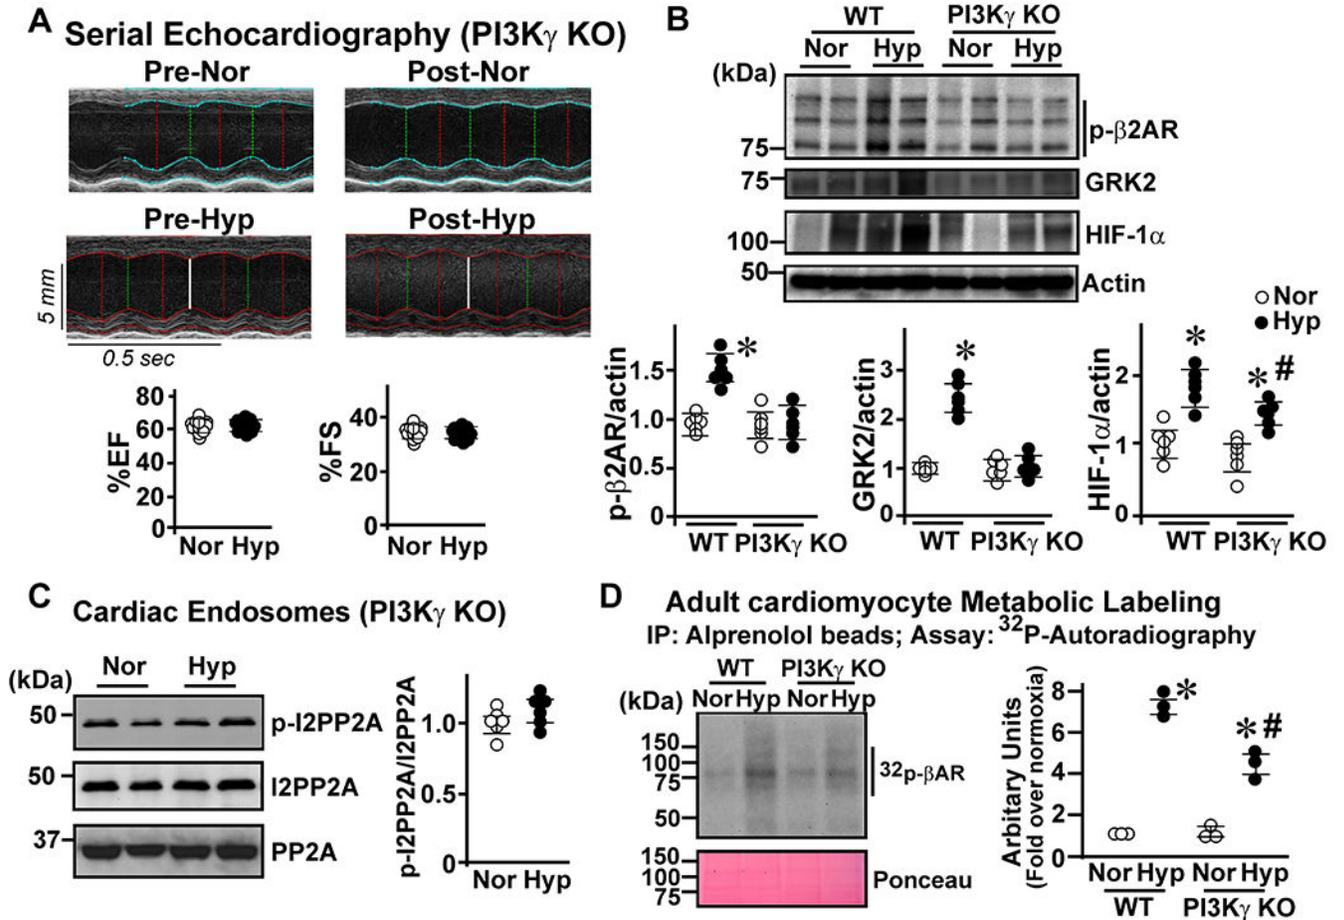 A
Serial Echocardiography (PI3Kγ KO)
Pre-Nor Post-Nor
Pre-Hyp Post-Hyp
5 mm
0.5 sec
%EF
80
60
40
20
0
Nor Hyp
%FS
40
20
0
Nor Hyp
B
WT PI3Kγ KO
Nor Hyp Nor Hyp
(kDa)
75 p-β2AR
75 GRK2
100 HIF-1α
50 Actin
Nor
Hyp
p-β2AR/actin
1.5
1.0
0.5
0
*
WT PI3Kγ KO
GRK2/actin
3
2
1
0
*
WT PI3Kγ KO
HIF-1α/actin
2
1
0
*
* #
WT PI3Kγ KO
C
Cardiac Endosomes (PI3Kγ KO)
Nor Hyp
(kDa)
50 p-I2PP2A
50 I2PP2A
37 PP2A
p-I2PP2A/I2PP2A
1.0
0.5
0
Nor Hyp
D
Adult cardiomyocyte Metabolic Labeling
IP: Alprenolol beads; Assay: ³²P-Autoradiography
WT PI3Kγ KO
(kDa) Nor Hyp Nor Hyp
150
100
75 ³²p-βAR
50
150
100 Ponceau
75
Arbitary Units
(Fold over normoxia)
8
6
4
2
0
*
* #
Nor Hyp Nor Hyp
WT PI3Kγ KO